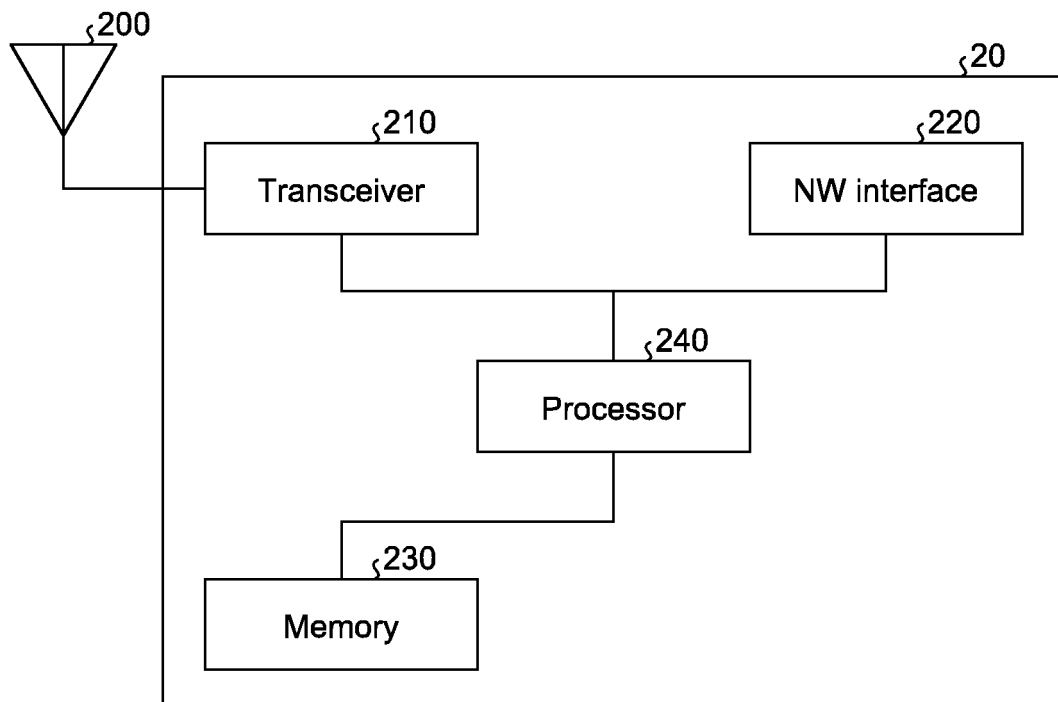 200
20
210
Transceiver
220
NW interface
240
Processor
230
Memory